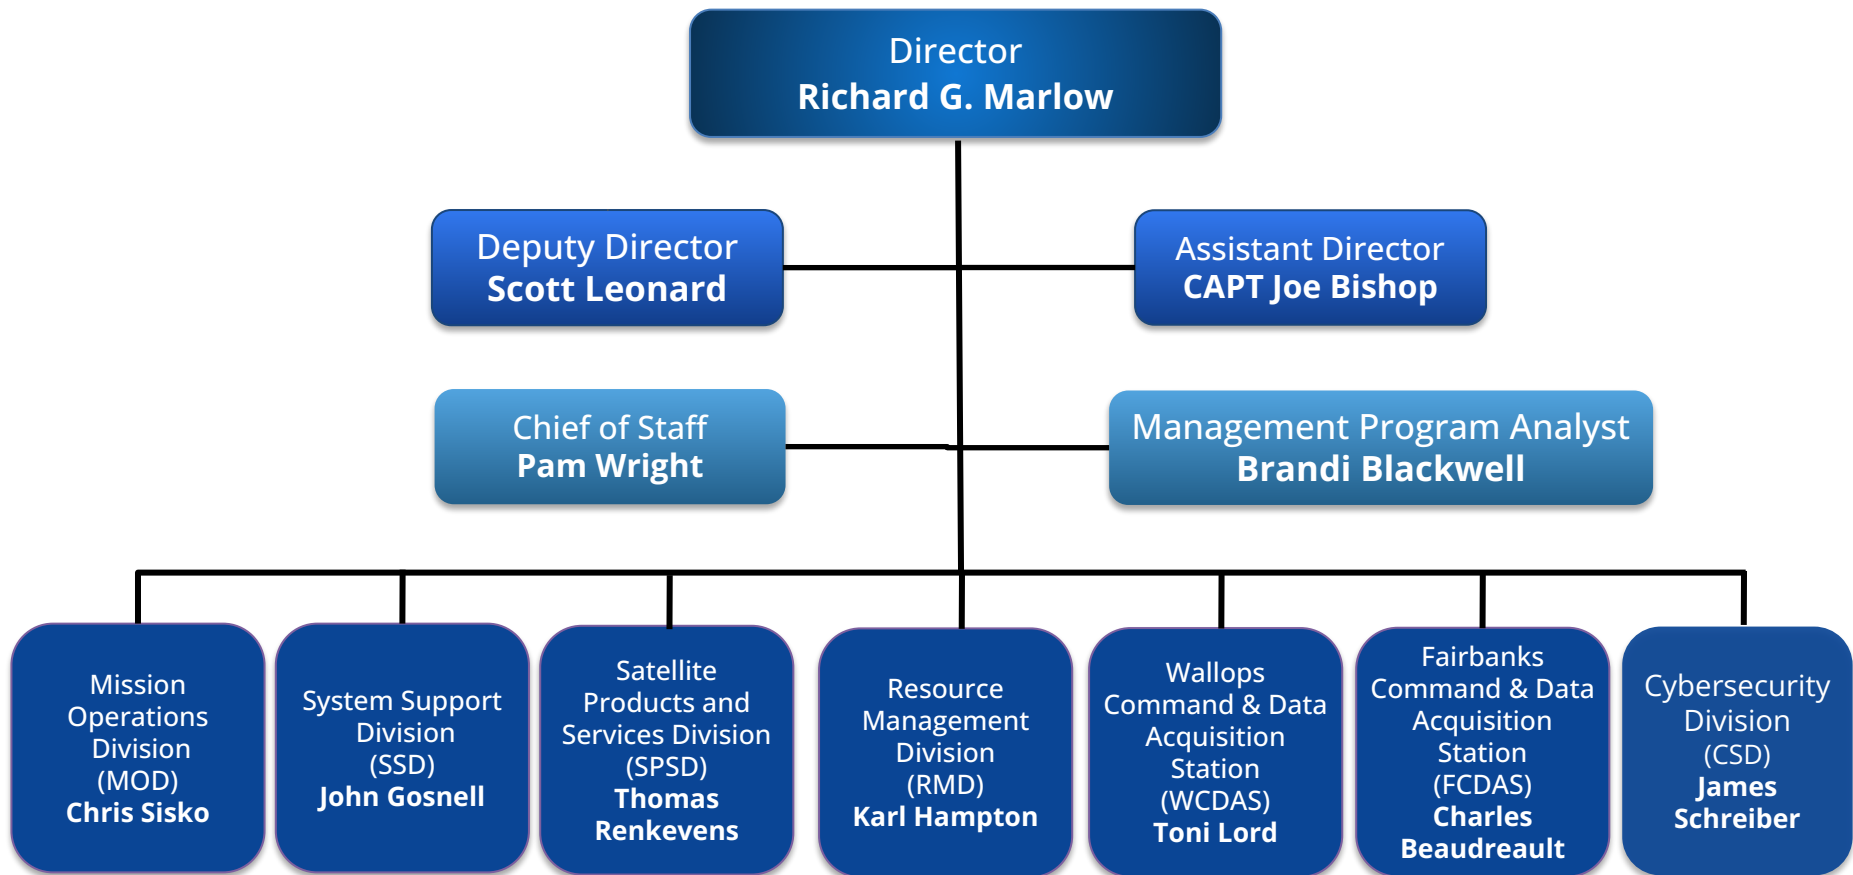 Director
Richard G. Marlow
Deputy Director
Scott Leonard
Assistant Director
CAPT Joe Bishop
Chief of Staff
Pam Wright
Management Program Analyst
Brandi Blackwell
Mission
Operations
Division
(MOD)
Chris Sisko
System Support
Division
(SSD)
John Gosnell
Satellite
Products and
Services Division
(SPSD)
Thomas
Renkevens
Resource
Management
Division
(RMD)
Karl Hampton
Wallops
Command & Data
Acquisition
Station
(WCDAS)
Toni Lord
Fairbanks
Command & Data
Acquisition
Station
(FCDAS)
Charles
Beaudreault
Cybersecurity
Division
(CSD)
James
Schreiber